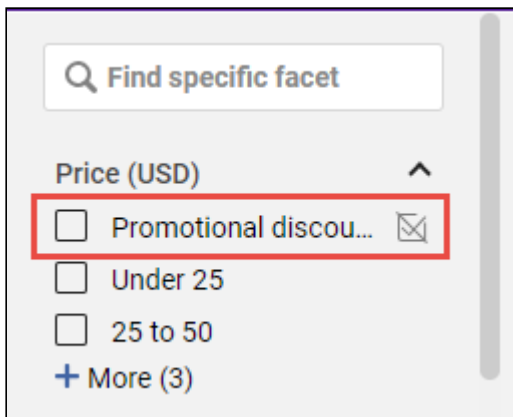 Find specific facet
Price (USD)
Promotional discou...
Under 25
25 to 50
+ More (3)